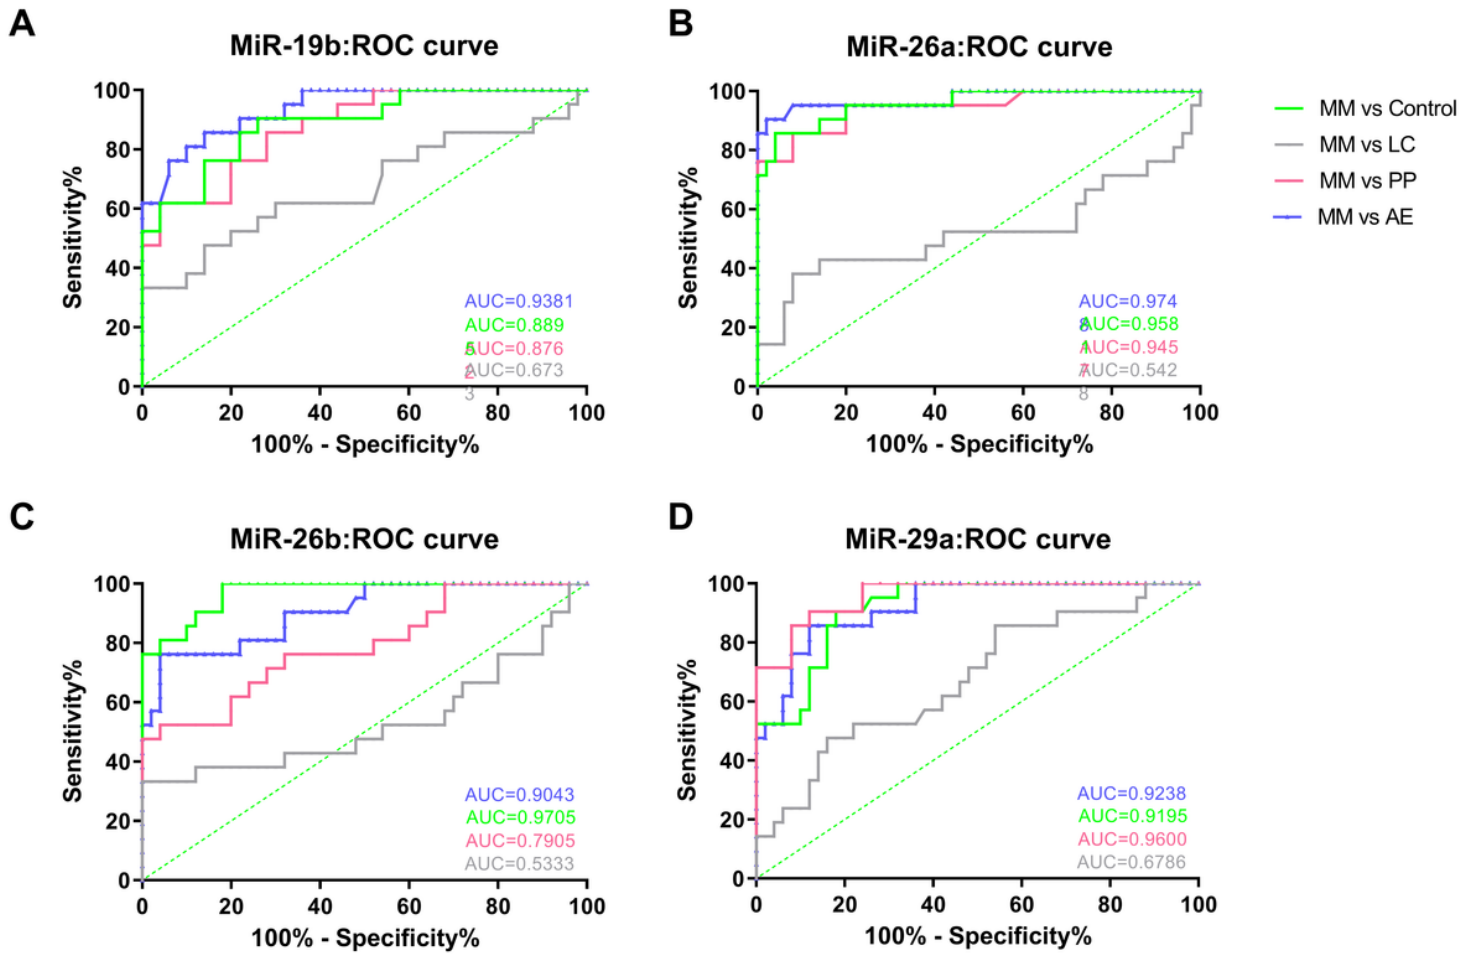 A
MiR-19b:ROC curve
Sensitivity%
100
80
60
40
20
0
0 20 40 60 80 100
100% - Specificity%
AUC=0.9381
AUC=0.889
5
AUC=0.876
2
AUC=0.673
3
B
MiR-26a:ROC curve
Sensitivity%
100
80
60
40
20
0
0 20 40 60 80 100
100% - Specificity%
AUC=0.974
8
AUC=0.958
1
AUC=0.945
7
AUC=0.542
8
MM vs Control
MM vs LC
MM vs PP
MM vs AE
C
MiR-26b:ROC curve
Sensitivity%
100
80
60
40
20
0
0 20 40 60 80 100
100% - Specificity%
AUC=0.9043
AUC=0.9705
AUC=0.7905
AUC=0.5333
D
MiR-29a:ROC curve
Sensitivity%
100
80
60
40
20
0
0 20 40 60 80 100
100% - Specificity%
AUC=0.9238
AUC=0.9195
AUC=0.9600
AUC=0.6786